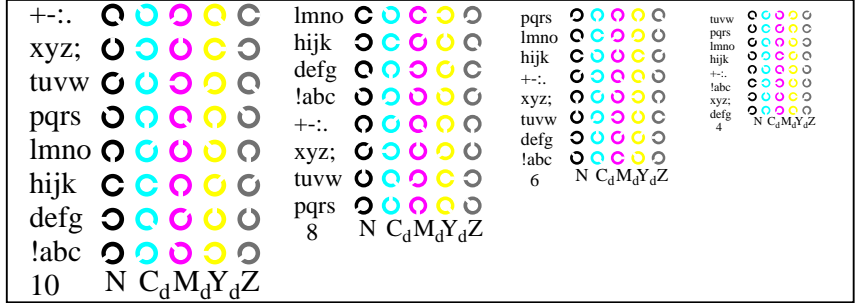 +-:.
xyz;
tuvw
pqrs
lmno
hijk
defg
!abc
10 N CdMdYdZ
lmno
hijk
defg
!abc
+-:.
xyz;
tuvw
pqrs
8 N CdMdYdZ
pqrs
lmno
hijk
+-:.
xyz;
tuvw
defg
!abc
6 N CdMdYdZ
tuvw
pqrs
lmno
hijk
+-:.
!abc
xyz;
defg
4 N CdMdYdZ